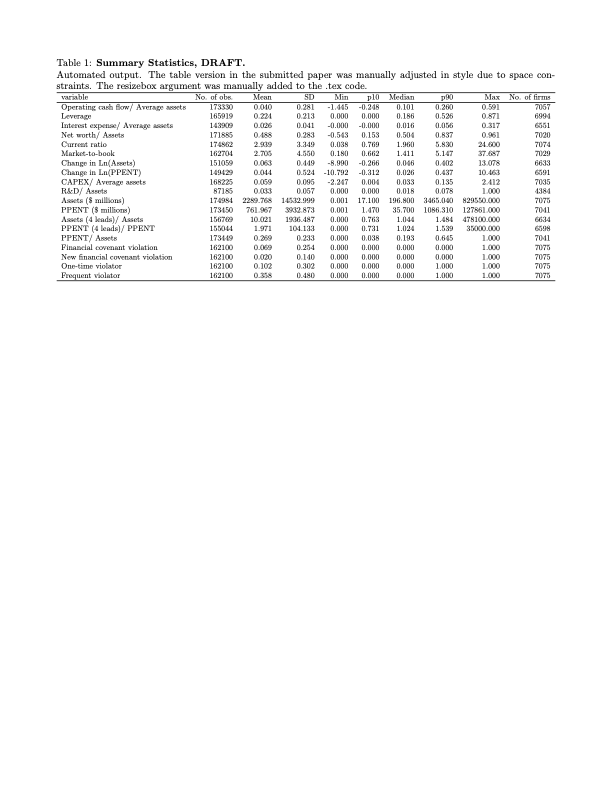 Table 1: Summary Statistics, DRAFT.
Automated output. The table version in the submitted paper was manually adjusted in style due to space con-
straints. The resizebox argument was manually added to the .tex code.
variable No. of obs. Mean SD Min p10 Median p90 Max No. of firms
Operating cash flow/ Average assets 173330 0.040 0.281 -1.445 -0.248 0.101 0.260 0.591 7057
Leverage 165919 0.224 0.213 0.000 0.000 0.186 0.526 0.871 6994
Interest expense/ Average assets 143909 0.026 0.041 -0.000 -0.000 0.016 0.056 0.317 6551
Net worth/ Assets 171885 0.488 0.283 -0.543 0.153 0.504 0.837 0.961 7020
Current ratio 174862 2.939 3.349 0.038 0.769 1.960 5.830 24.600 7074
Market-to-book 162704 2.705 4.550 0.180 0.662 1.411 5.147 37.687 7029
Change in Ln(Assets) 151059 0.063 0.449 -8.990 -0.266 0.046 0.402 13.078 6633
Change in Ln(PPENT) 149429 0.044 0.524 -10.792 -0.312 0.026 0.437 10.463 6591
CAPEX/ Average assets 168225 0.059 0.095 -2.247 0.004 0.033 0.135 2.412 7035
R&D/ Assets 87185 0.033 0.057 0.000 0.000 0.018 0.078 1.000 4384
Assets ($ millions) 174984 2289.768 14532.999 0.001 17.100 196.800 3465.040 829550.000 7075
PPENT ($ millions) 173450 761.967 3932.873 0.001 1.470 35.700 1086.310 127861.000 7041
Assets (4 leads)/ Assets 156769 10.021 1936.487 0.000 0.763 1.044 1.484 478100.000 6634
PPENT (4 leads)/ PPENT 155044 1.971 104.133 0.000 0.731 1.024 1.539 35000.000 6598
PPENT/ Assets 173449 0.269 0.233 0.000 0.038 0.193 0.645 1.000 7041
Financial covenant violation 162100 0.069 0.254 0.000 0.000 0.000 0.000 1.000 7075
New financial covenant violation 162100 0.020 0.140 0.000 0.000 0.000 0.000 1.000 7075
One-time violator 162100 0.102 0.302 0.000 0.000 0.000 1.000 1.000 7075
Frequent violator 162100 0.358 0.480 0.000 0.000 0.000 1.000 1.000 7075